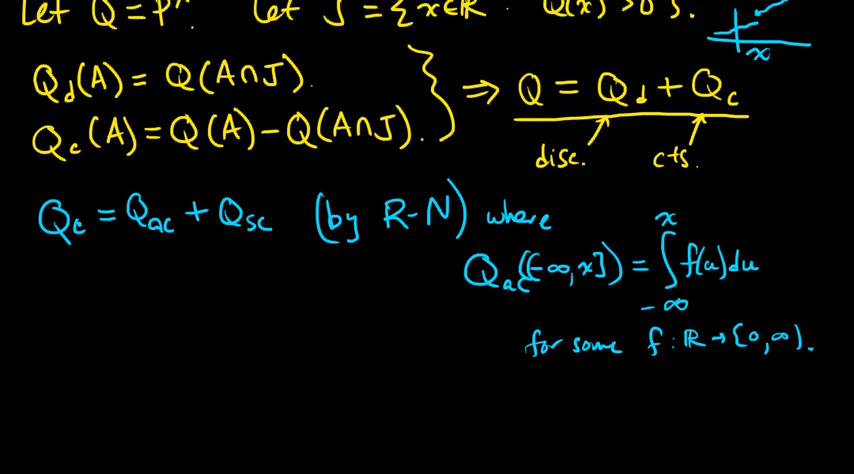 Let Q = P^X. Let J = {x∈ℝ : Q(x) > 0}.
x
Q_d(A) = Q(A∩J).
Q_c(A) = Q(A) − Q(A∩J). } ⇒ Q = Q_d + Q_c
disc. cts.
Q_c = Q_ac + Q_sc (by R-N) where
Q_ac((-∞,x]) = ∫_{-∞}^{x} f(u)du
for some f : ℝ → [0,∞).